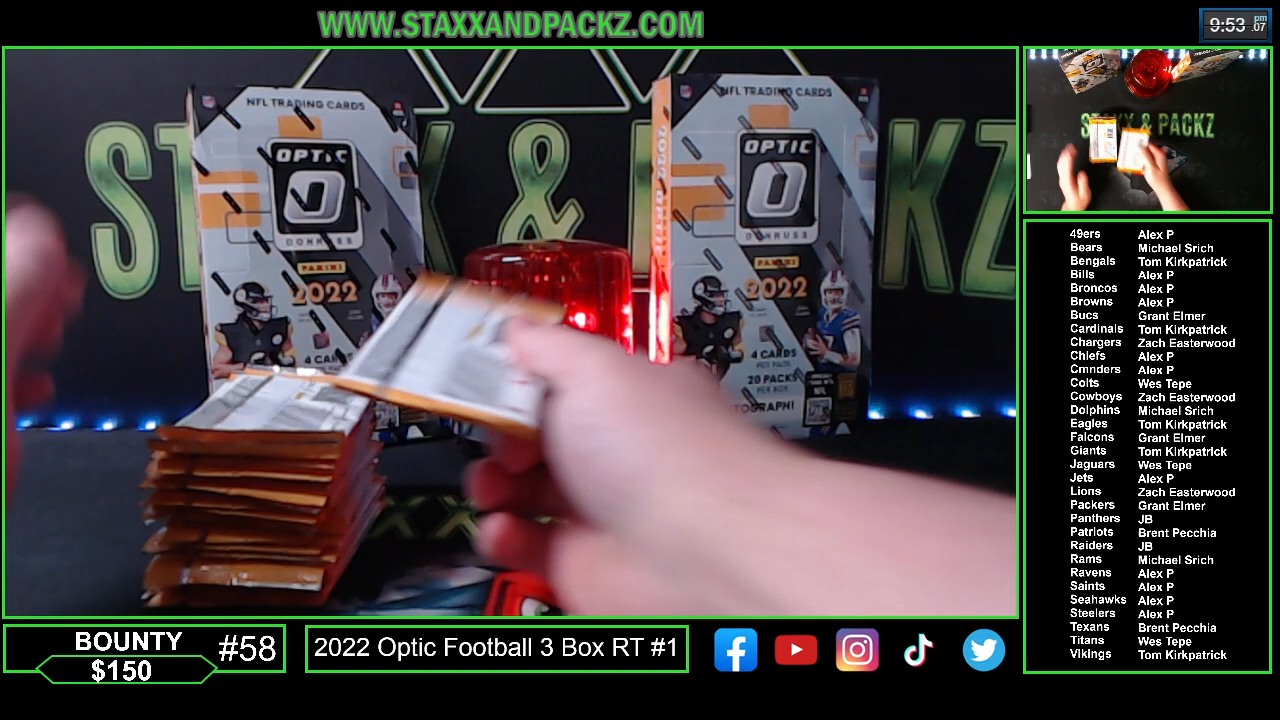 WWW.STAXXANDPACKZ.COM
9:53 pm .07
NFL TRADING CARDS
OPTIC
DONRUSS
PANINI
2022
4 CARDS
NFL TRADING CARDS
OPTIC
DONRUSS
PANINI
2022
4 CARDS
PER PACK
20 PACKS
PER BOX
STAXX & PACKZ
49ers Alex P
Bears Michael Srich
Bengals Tom Kirkpatrick
Bills Alex P
Broncos Alex P
Browns Alex P
Bucs Grant Elmer
Cardinals Tom Kirkpatrick
Chargers Zach Easterwood
Chiefs Alex P
Cmnders Alex P
Colts Wes Tepe
Cowboys Zach Easterwood
Dolphins Michael Srich
Eagles Tom Kirkpatrick
Falcons Grant Elmer
Giants Tom Kirkpatrick
Jaguars Wes Tepe
Jets Alex P
Lions Zach Easterwood
Packers Grant Elmer
Panthers JB
Patriots Brent Pecchia
Raiders JB
Rams Michael Srich
Ravens Alex P
Saints Alex P
Seahawks Alex P
Steelers Alex P
Texans Brent Pecchia
Titans Wes Tepe
Vikings Tom Kirkpatrick
BOUNTY
$150
#58
2022 Optic Football 3 Box RT #1